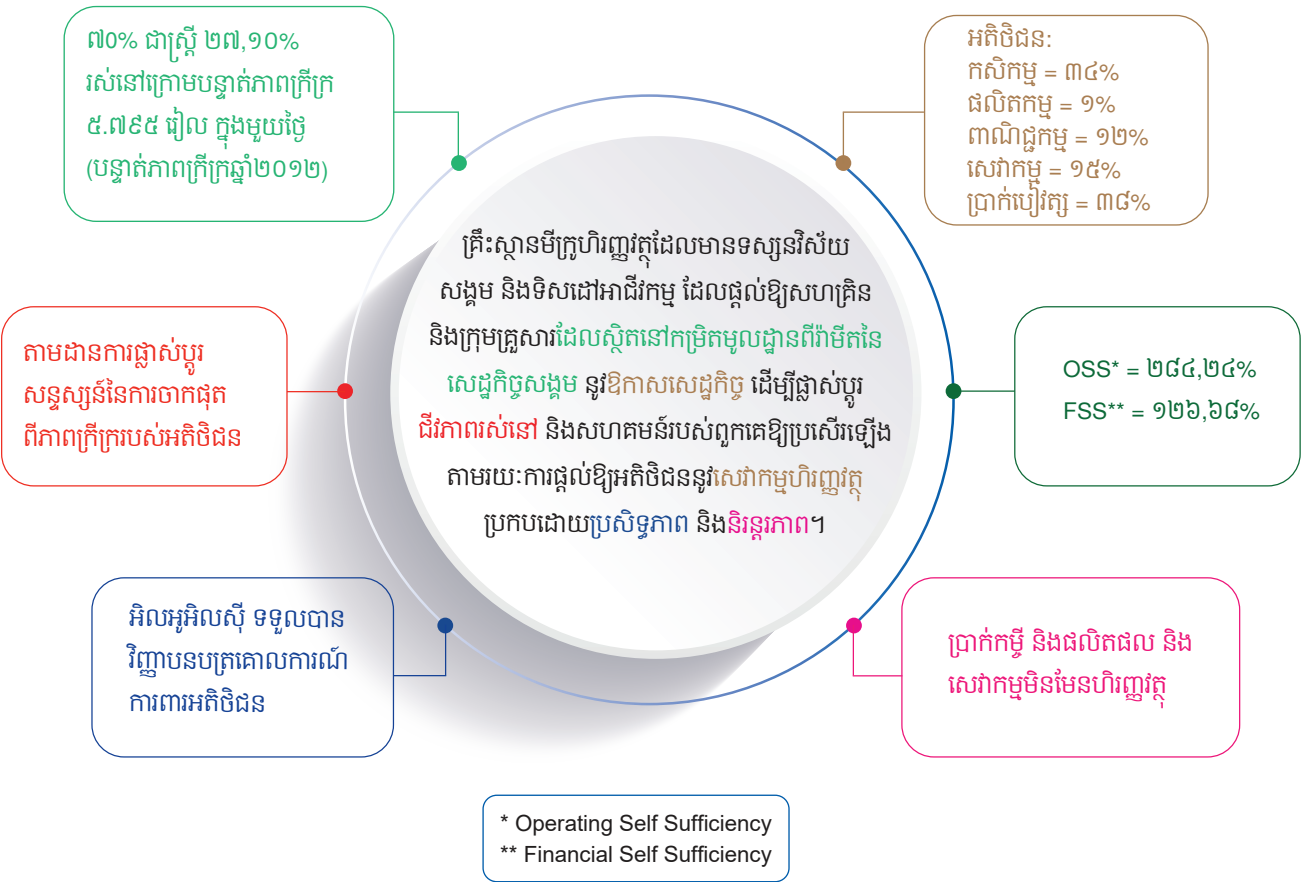 ៧០% ជាស្ត្រី ២៧,១០%
រស់នៅក្រោមបន្ទាត់ភាពក្រីក្រ
៥.៧៩៥ រៀល ក្នុងមួយថ្ងៃ
(បន្ទាត់ភាពក្រីក្រឆ្នាំ២០១២)
អតិថិជន:
កសិកម្ម = ៣៤%
ផលិតកម្ម = ១%
ពាណិជ្ជកម្ម = ១២%
សេវាកម្ម = ១៥%
ប្រាក់បៀវត្ស = ៣៨%
គ្រឹះស្ថានមីក្រូហិរញ្ញវត្ថុដែលមានទស្សនវិស័យ
សង្គម និងទិសដៅអាជីវកម្ម ដែលផ្តល់ឱ្យសហគ្រិន
និងក្រុមគ្រួសារដែលស្ថិតនៅកម្រិតមូលដ្ឋានពីរ៉ាមីតនៃ
សេដ្ឋកិច្ចសង្គម នូវឱកាសសេដ្ឋកិច្ច ដើម្បីផ្លាស់ប្តូរ
ជីវភាពរស់នៅ និងសហគមន៍របស់ពួកគេឱ្យប្រសើរឡើង
តាមរយៈការផ្តល់ឱ្យអតិថិជននូវសេវាកម្មហិរញ្ញវត្ថុ
ប្រកបដោយប្រសិទ្ធភាព និងនិរន្តរភាព។
តាមដានការផ្លាស់ប្តូរ
សន្ទស្សន៍នៃការចាកផុត
ពីភាពក្រីក្ររបស់អតិថិជន
OSS* = ២៨៤,២៤%
FSS** = ១២៦,៦៨%
អិលអូអិលស៊ី ទទួលបាន
វិញ្ញាបនបត្រគោលការណ៍
ការពារអតិថិជន
ប្រាក់កម្ចី និងផលិតផល និង
សេវាកម្មមិនមែនហិរញ្ញវត្ថុ
* Operating Self Sufficiency
** Financial Self Sufficiency